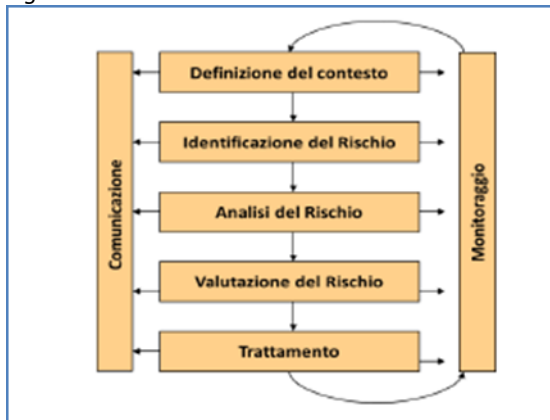 Definizione del contesto
Identificazione del Rischio
Analisi del Rischio
Valutazione del Rischio
Trattamento
Comunicazione
Monitoraggio